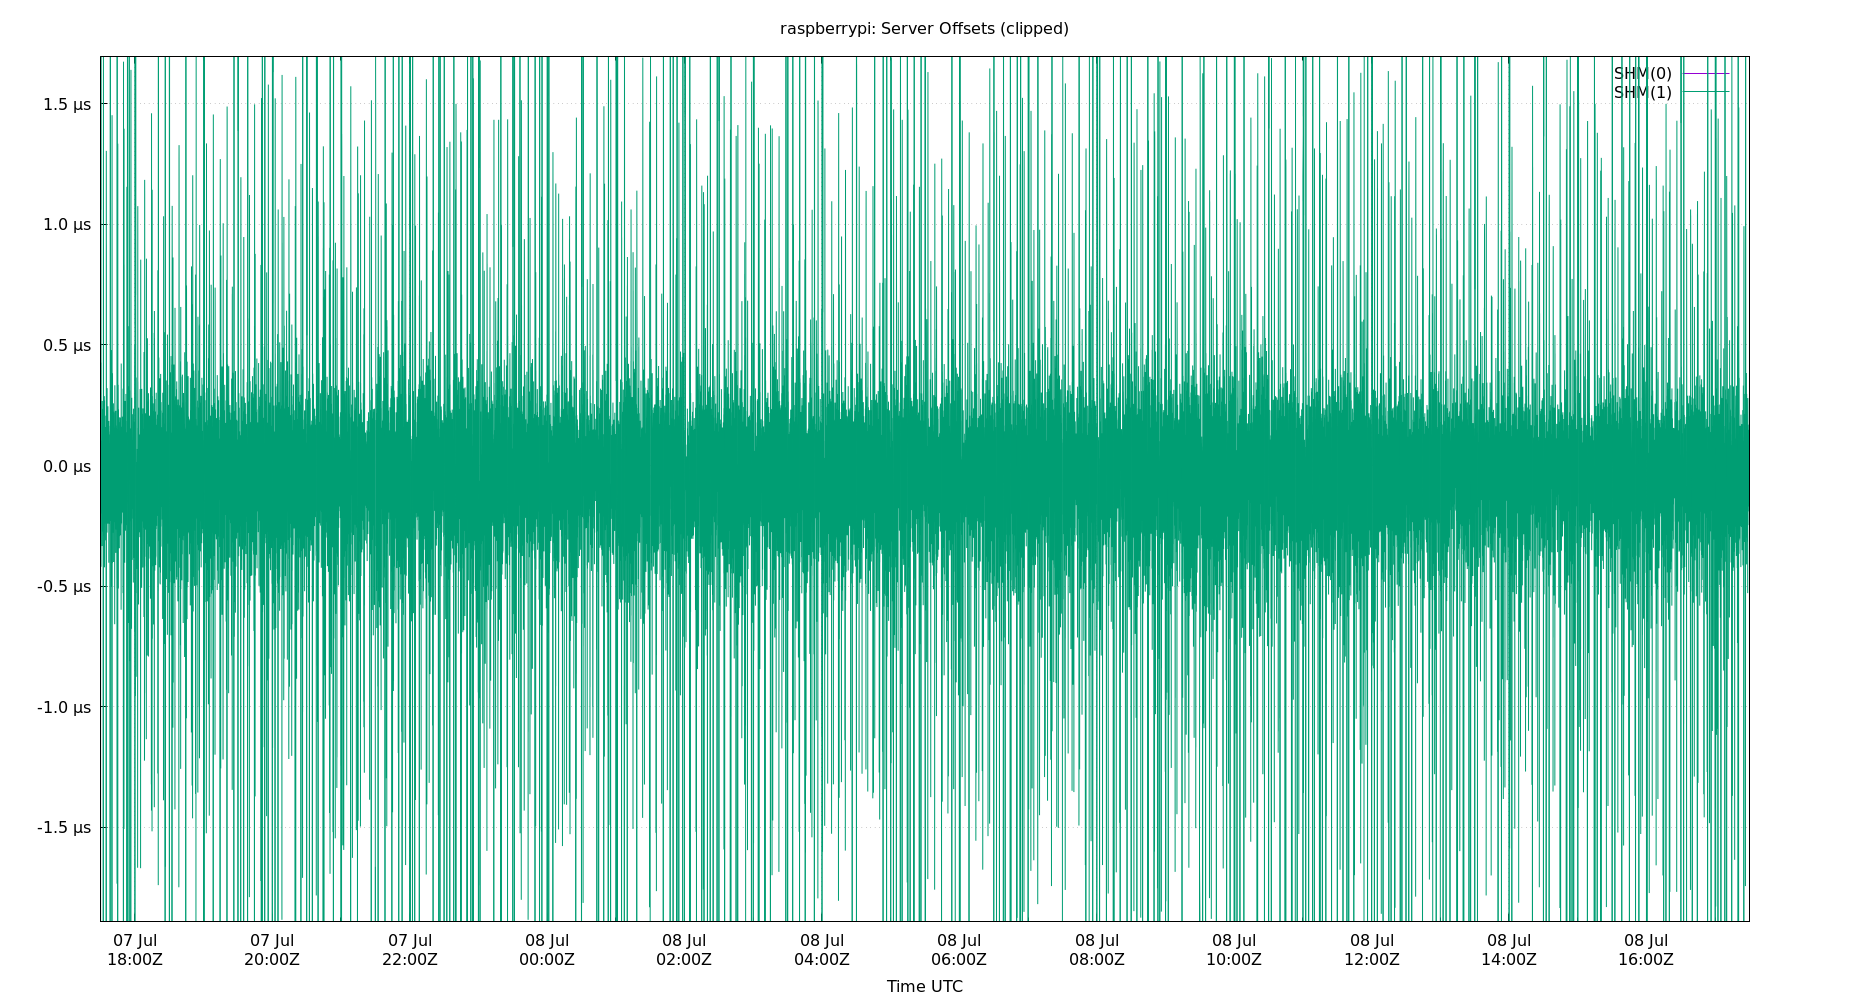 raspberrypi: Server Offsets (clipped)
SHM(0)
SHM(1)
1.5 µs
1.0 µs
0.5 µs
0.0 µs
-0.5 µs
-1.0 µs
-1.5 µs
07 Jul 07 Jul 07 Jul 08 Jul 08 Jul 08 Jul 08 Jul 08 Jul 08 Jul 08 Jul 08 Jul 08 Jul
18:00Z 20:00Z 22:00Z 00:00Z 02:00Z 04:00Z 06:00Z 08:00Z 10:00Z 12:00Z 14:00Z 16:00Z
Time UTC